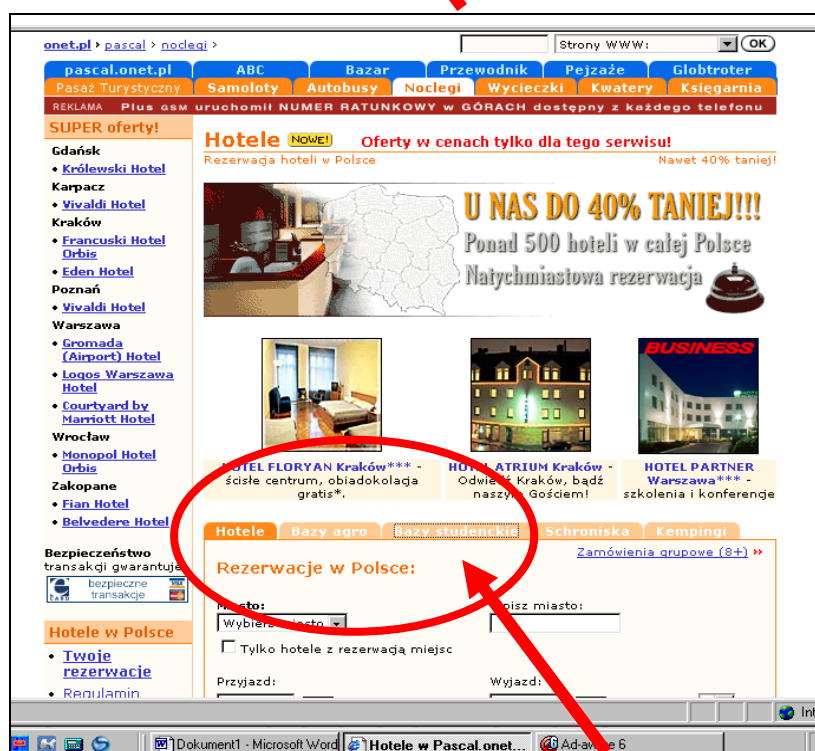 onet.pl › pascal > noclegi >
Strony WWW:
OK
pascal.onet.pl ABC Bazar Przewodnik Pejzaże Globtroter
Pasaż Turystyczny Samoloty Autobusy Noclegi Wycieczki Kwatery Księgarnia
REKLAMA Plus GSM uruchomił NUMER RATUNKOWY w GÓRACH dostępny z każdego telefonu
SUPER oferty!
Gdańsk
• Królewski Hotel
Karpacz
• Vivaldi Hotel
Kraków
• Francuski Hotel
Orbis
• Eden Hotel
Poznań
• Vivaldi Hotel
Warszawa
• Gromada
(Airport) Hotel
• Logos Warszawa
Hotel
• Courtyard by
Marriott Hotel
Wrocław
• Monopol Hotel
Orbis
Zakopane
• Fian Hotel
• Belvedere Hotel
Bezpieczeństwo
transakcji gwarantuje
eCARD bezpieczne
transakcje
Hotele w Polsce
• Twoje
rezerwacje
• Regulamin
Hotele NOWE! Oferty w cenach tylko dla tego serwisu!
Rezerwacja hoteli w Polsce Nawet 40% taniej!
U NAS DO 40% TANIEJ!!!
Ponad 500 hoteli w całej Polsce
Natychmiastowa rezerwacja
BUSINESS
HOTEL FLORYAN Kraków*** -
ścisłe centrum, obiadokolacja
gratis*.
HOTEL ATRIUM Kraków -
Odwiedź Kraków, bądź
naszym Gościem!
HOTEL PARTNER
Warszawa*** -
szkolenia i konferencje
Hotele Bazy agro Bazy studenckie Schroniska Kempingi
Zamówienia grupowe (8+) »
Rezerwacje w Polsce:
Miasto:
Wybierz miasto
wpisz miasto:
Tylko hotele z rezerwacją miejsc
Przyjazd:
Wyjazd:
Int
Dokument1 - Microsoft Word
Hotele w Pascal.onet...
Ad-aware 6